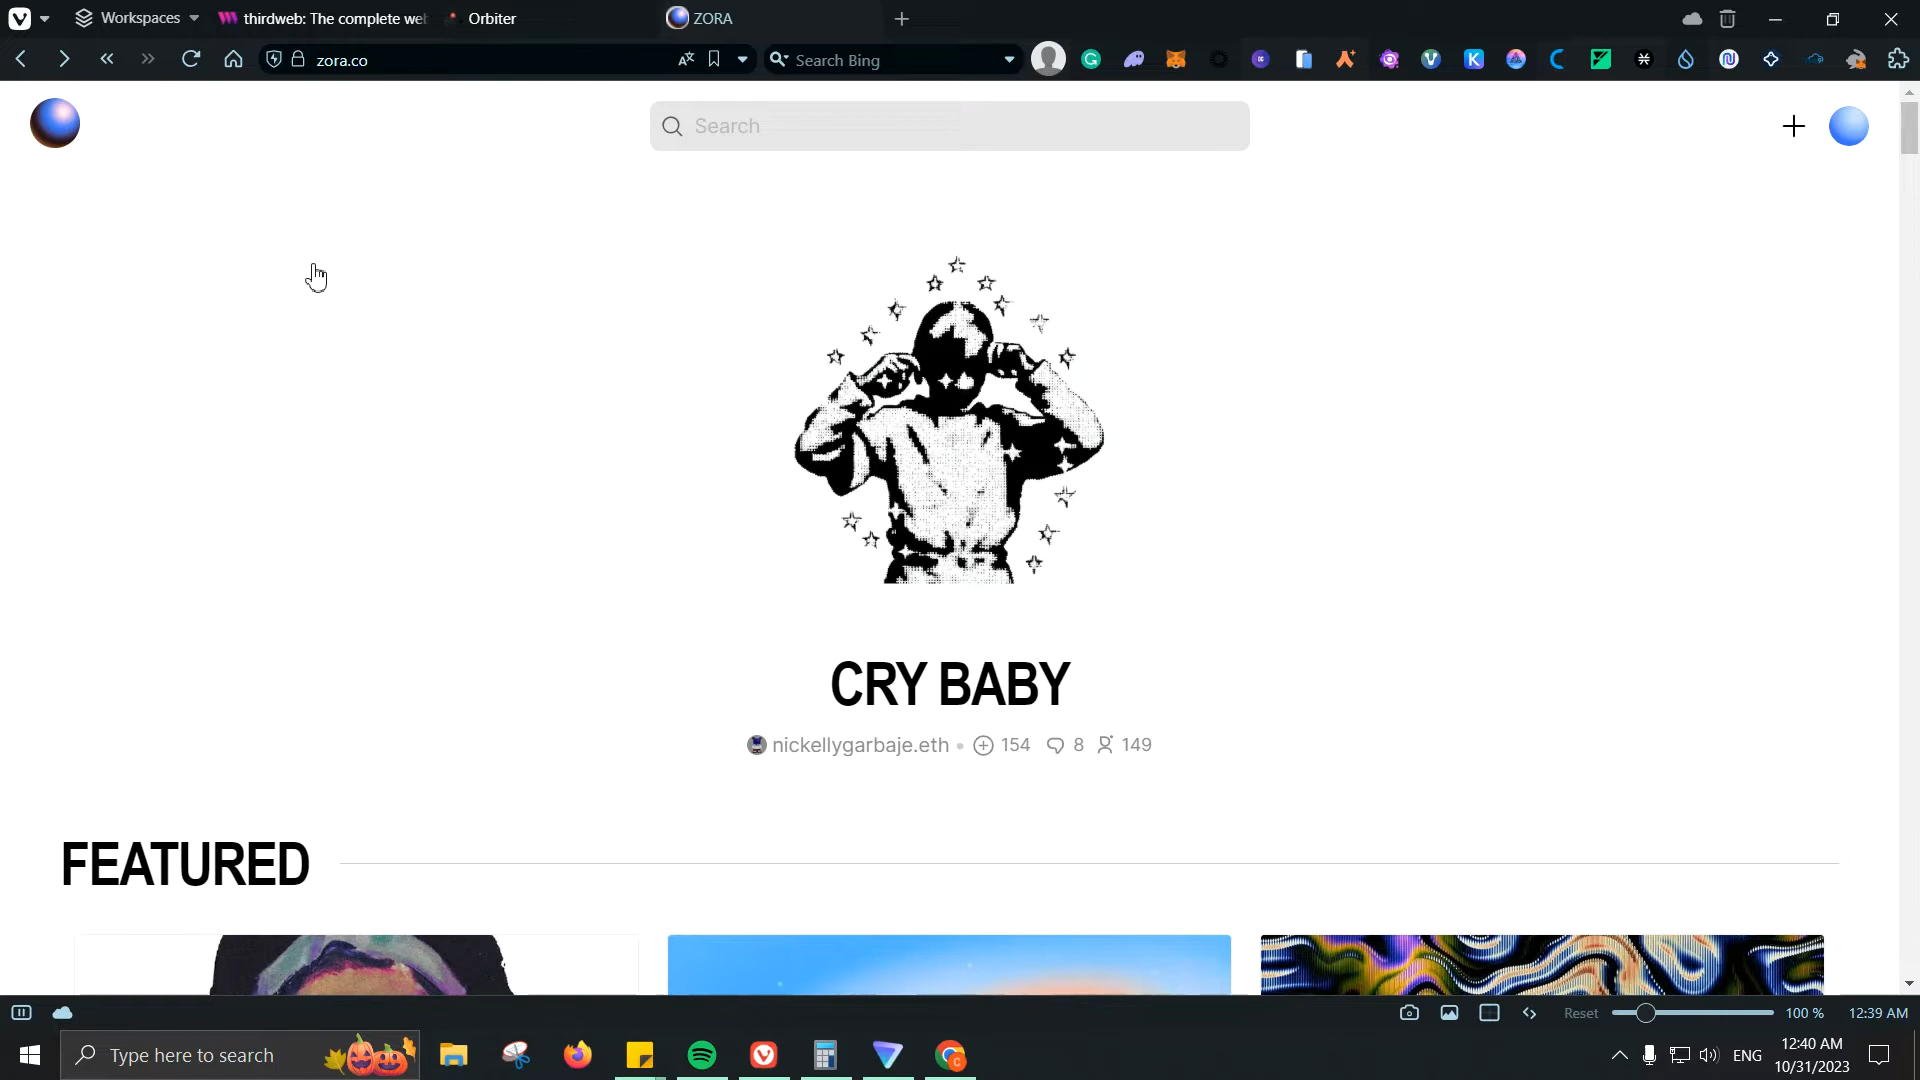 Workspaces
thirdweb: The complete we
Orbiter
ZORA
zora.co
Search Bing
Search
CRY BABY
nickellygarbaje.eth • 154 8 149
FEATURED
Reset 100 % 12:39 AM
Type here to search
ENG
12:40 AM
10/31/2023